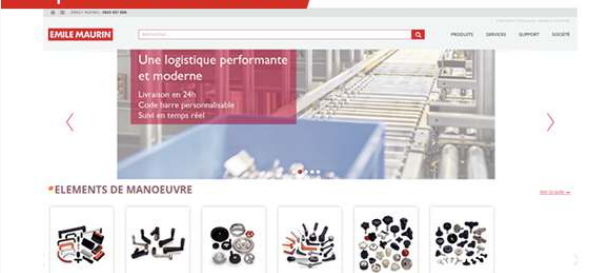 EMILE MAURIN
PRODUITS SERVICES SUPPORT SOCIÉTÉ
Une logistique performante
et moderne
Livraison en 24h
Code barre personnalisable
Suivi en temps réel
ELEMENTS DE MANOEUVRE